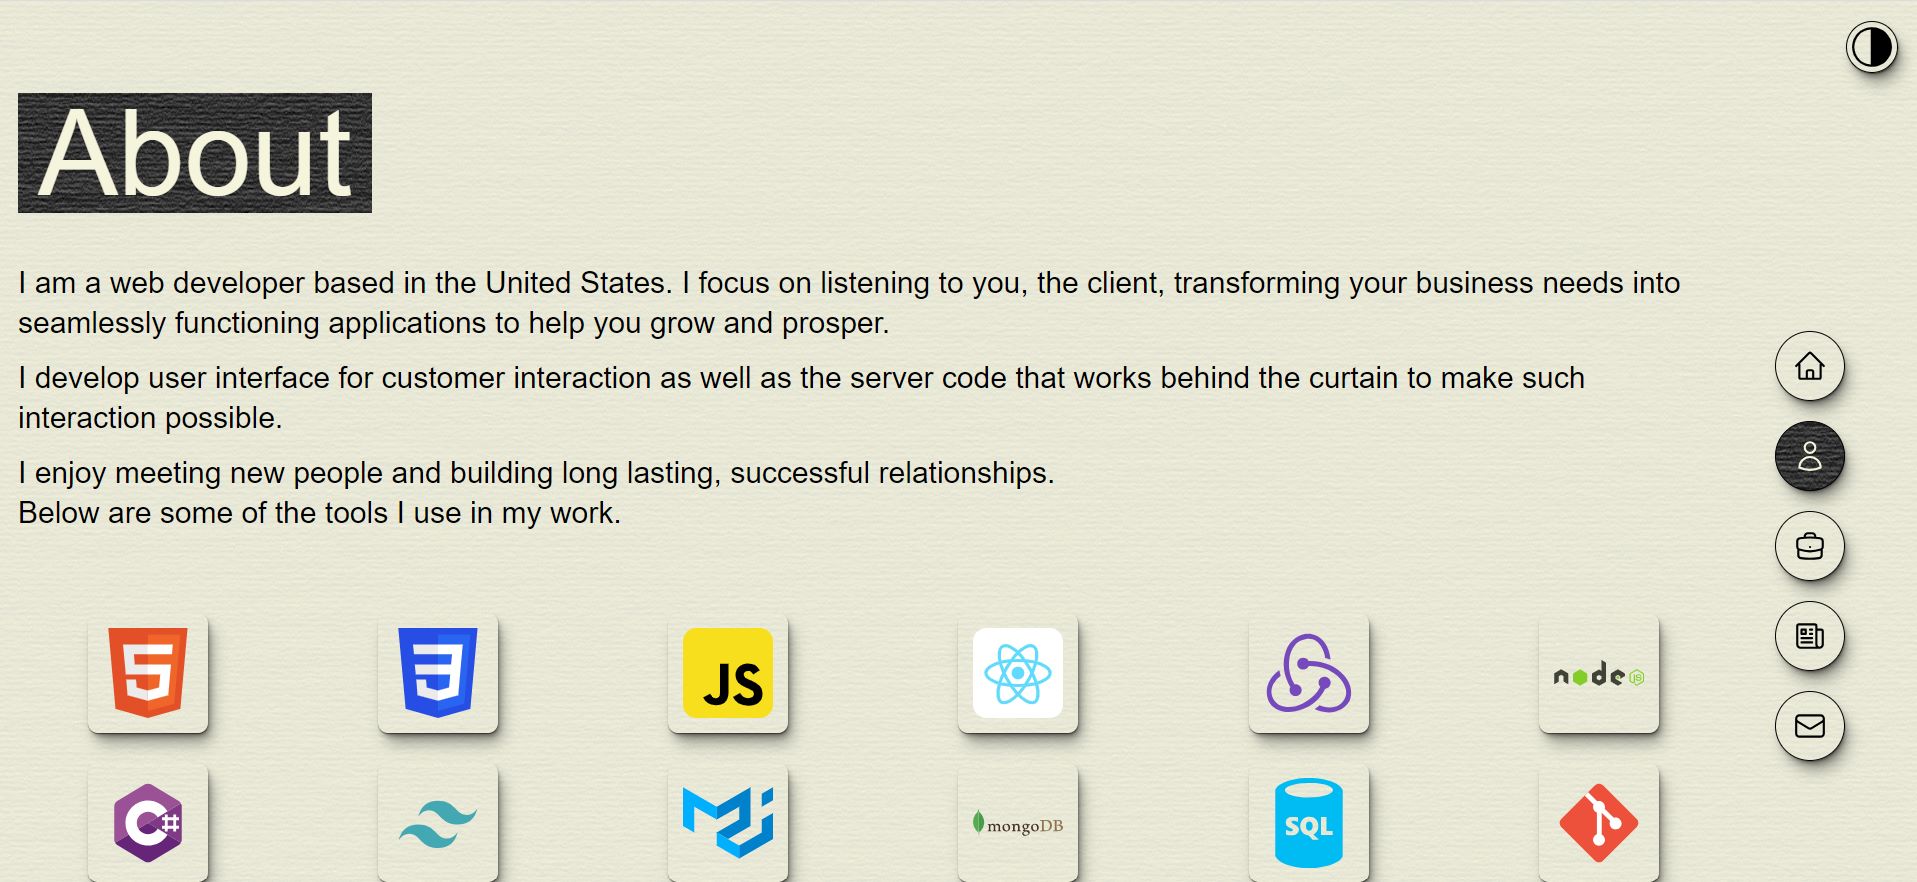 About
I am a web developer based in the United States. I focus on listening to you, the client, transforming your business needs into
seamlessly functioning applications to help you grow and prosper.
I develop user interface for customer interaction as well as the server code that works behind the curtain to make such
interaction possible.
I enjoy meeting new people and building long lasting, successful relationships.
Below are some of the tools I use in my work.
5 3 JS node JS
C# mongoDB SQL